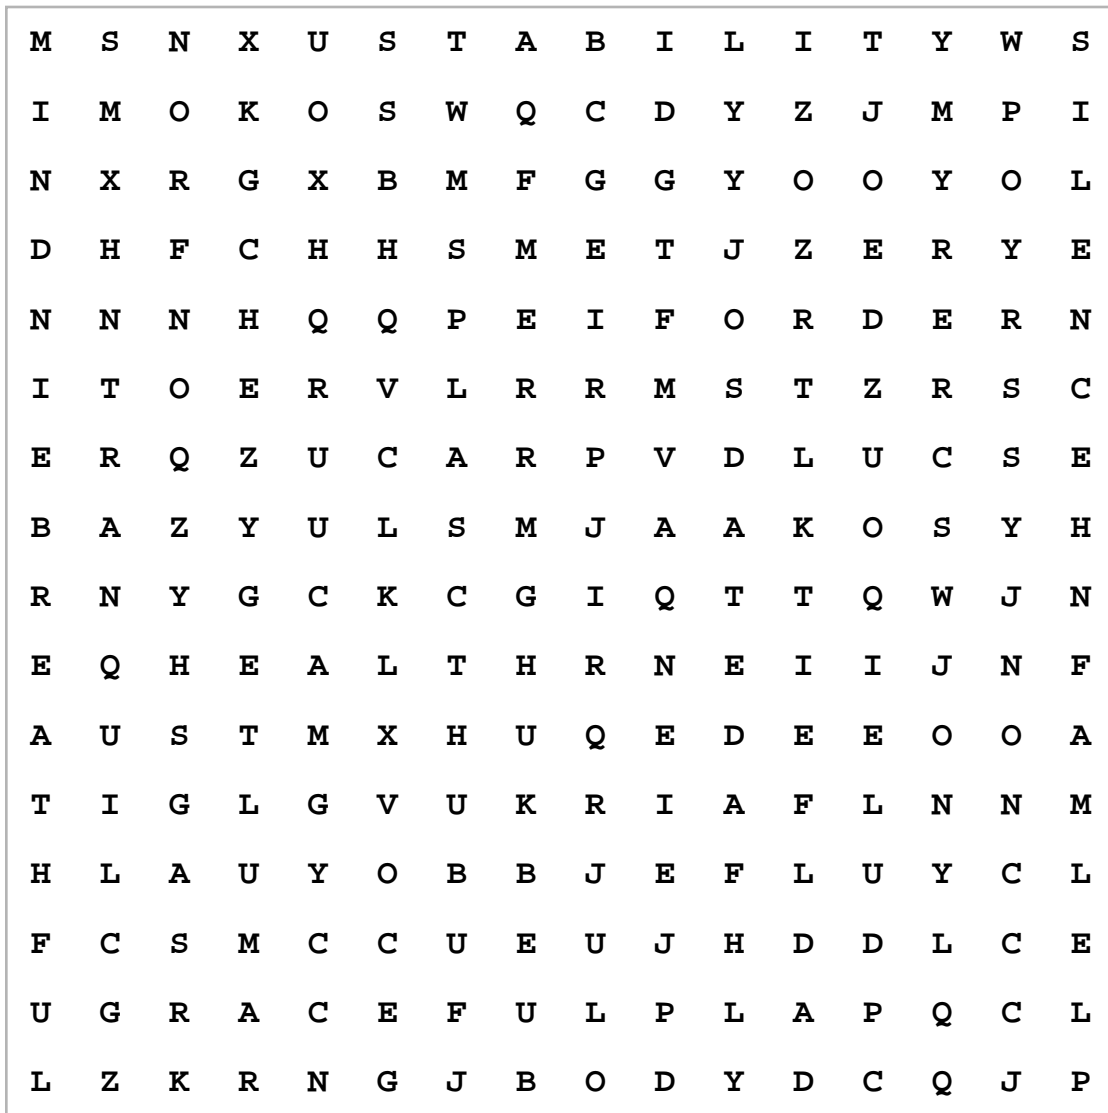 M S N X U S T A B I L I T Y W S
I M O K O S W Q C D Y Z J M P I
N X R G X B M F G G Y O O Y O L
D H F C H H S M E T J Z E R Y E
N N N H Q Q P E I F O R D E R N
I T O E R V L R R M S T Z R S C
E R Q Z U C A R P V D L U C S E
B A Z Y U L S M J A A K O S Y H
R N Y G C K C G I Q T T Q W J N
E Q H E A L T H R N E I I J N F
A U S T M X H U Q E D E E O O A
T I G L G V U K R I A F L N N M
H L A U Y O B B J E F L U Y C L
F C S M C C U E U J H D D L C E
U G R A C E F U L P L A P Q C L
L Z K R N G J B O D Y D C Q J P